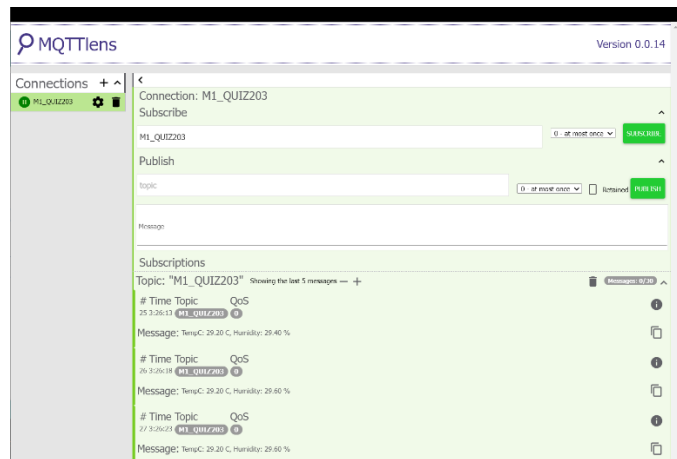 MQTTlens
Version 0.0.14
Connections + ^
M1_QUIZ203
<
Connection: M1_QUIZ203
Subscribe
M1_QUIZ203
0 - at most once
SUBSCRIBE
Publish
topic
0 - at most once
Retained
PUBLISH
Message
Subscriptions
Topic: "M1_QUIZ203" Showing the last 5 messages — +
Messages: 0/30
# Time Topic QoS
25 3:26:13 M1_QUIZ203 0
Message: TempC: 29.20 C, Humidity: 29.40 %
# Time Topic QoS
26 3:26:18 M1_QUIZ203 0
Message: TempC: 29.20 C, Humidity: 29.60 %
# Time Topic QoS
27 3:26:23 M1_QUIZ203 0
Message: TempC: 29.20 C, Humidity: 29.60 %